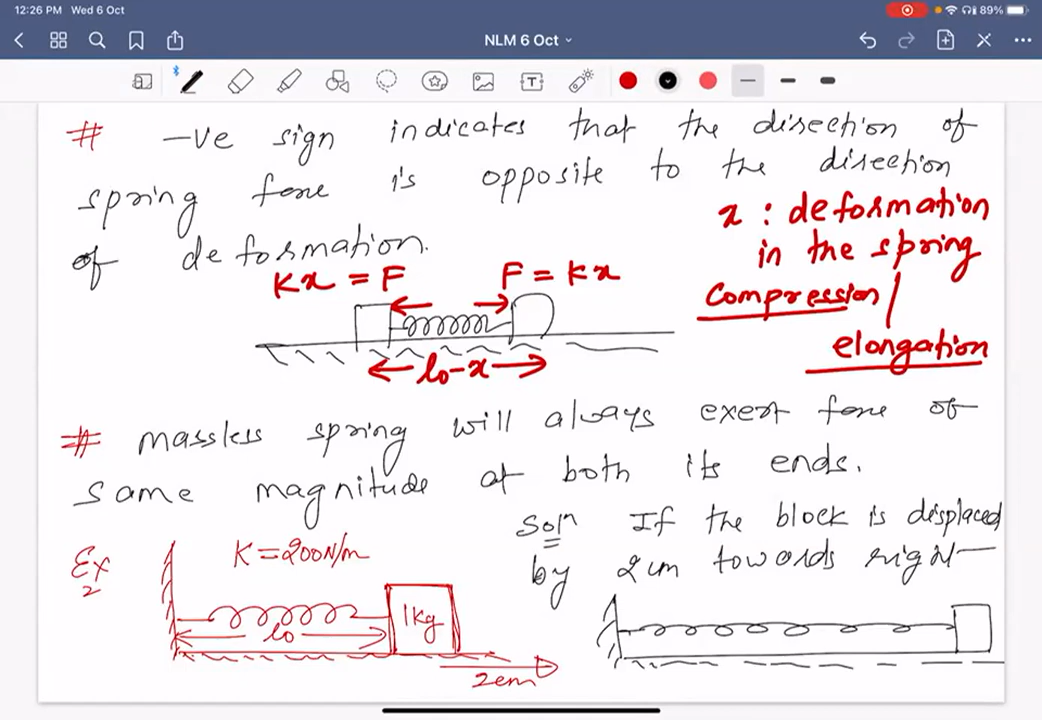 12:26 PM Wed 6 Oct
89%
NLM 6 Oct
# -ve sign indicates that the direction of
spring force is opposite to the direction
of deformation.
x : deformation
in the spring
Compression/
elongation
Kx = F
F = Kx
l0-x
# massless spring will always exert force of
same magnitude at both its ends.
Ex 2
K = 200N/m
l0
1kg
2cm
Soln If the block is displaced
by 2cm towards right